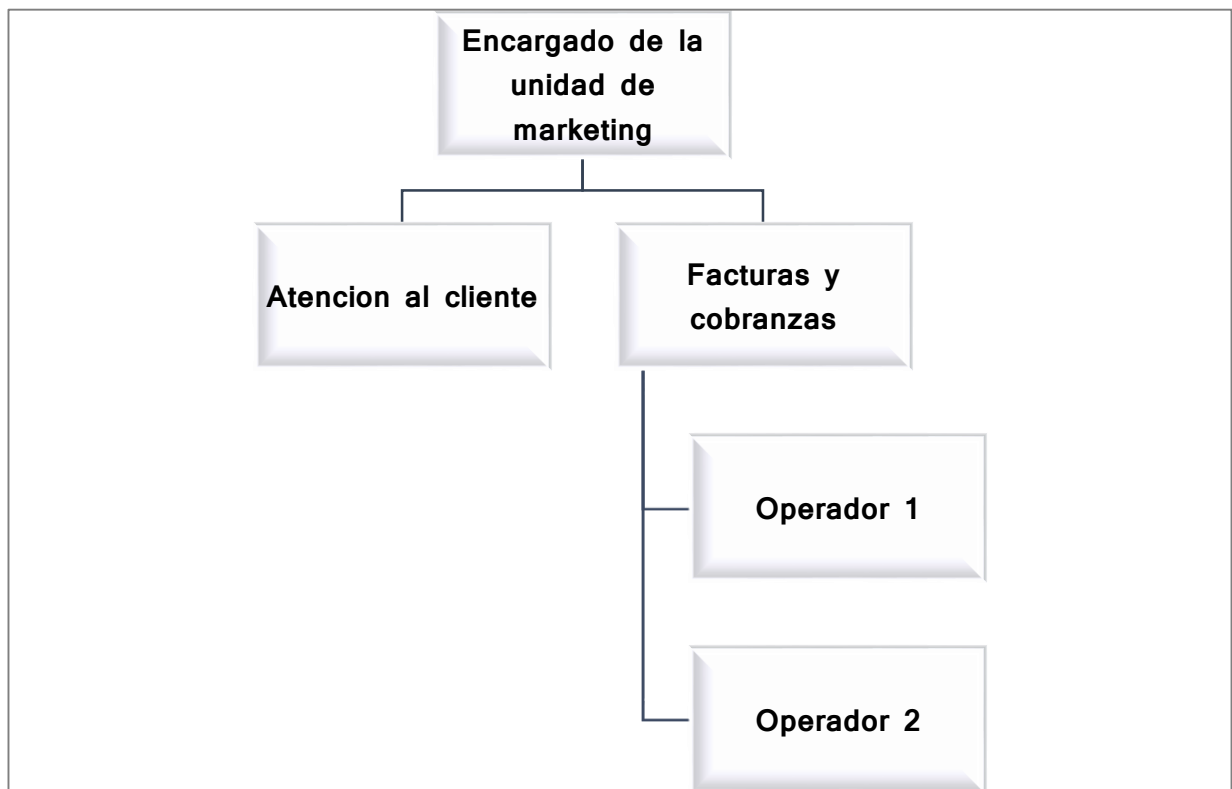 Encargado de la
unidad de
marketing
Atencion al cliente
Facturas y
cobranzas
Operador 1
Operador 2